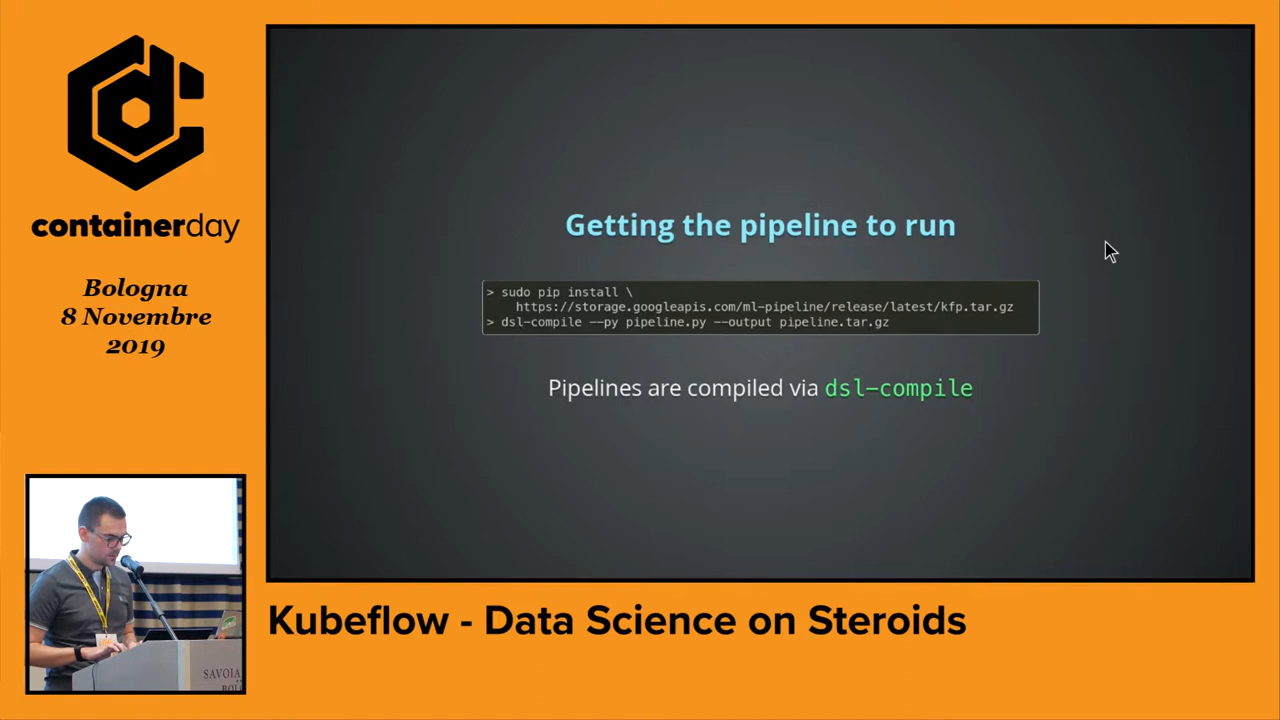 containerday
Bologna
8 Novembre
2019
Getting the pipeline to run
> sudo pip install \
https://storage.googleapis.com/ml-pipeline/release/latest/kfp.tar.gz
> dsl-compile --py pipeline.py --output pipeline.tar.gz
Pipelines are compiled via dsl-compile
SAVOIA
Kubeflow - Data Science on Steroids